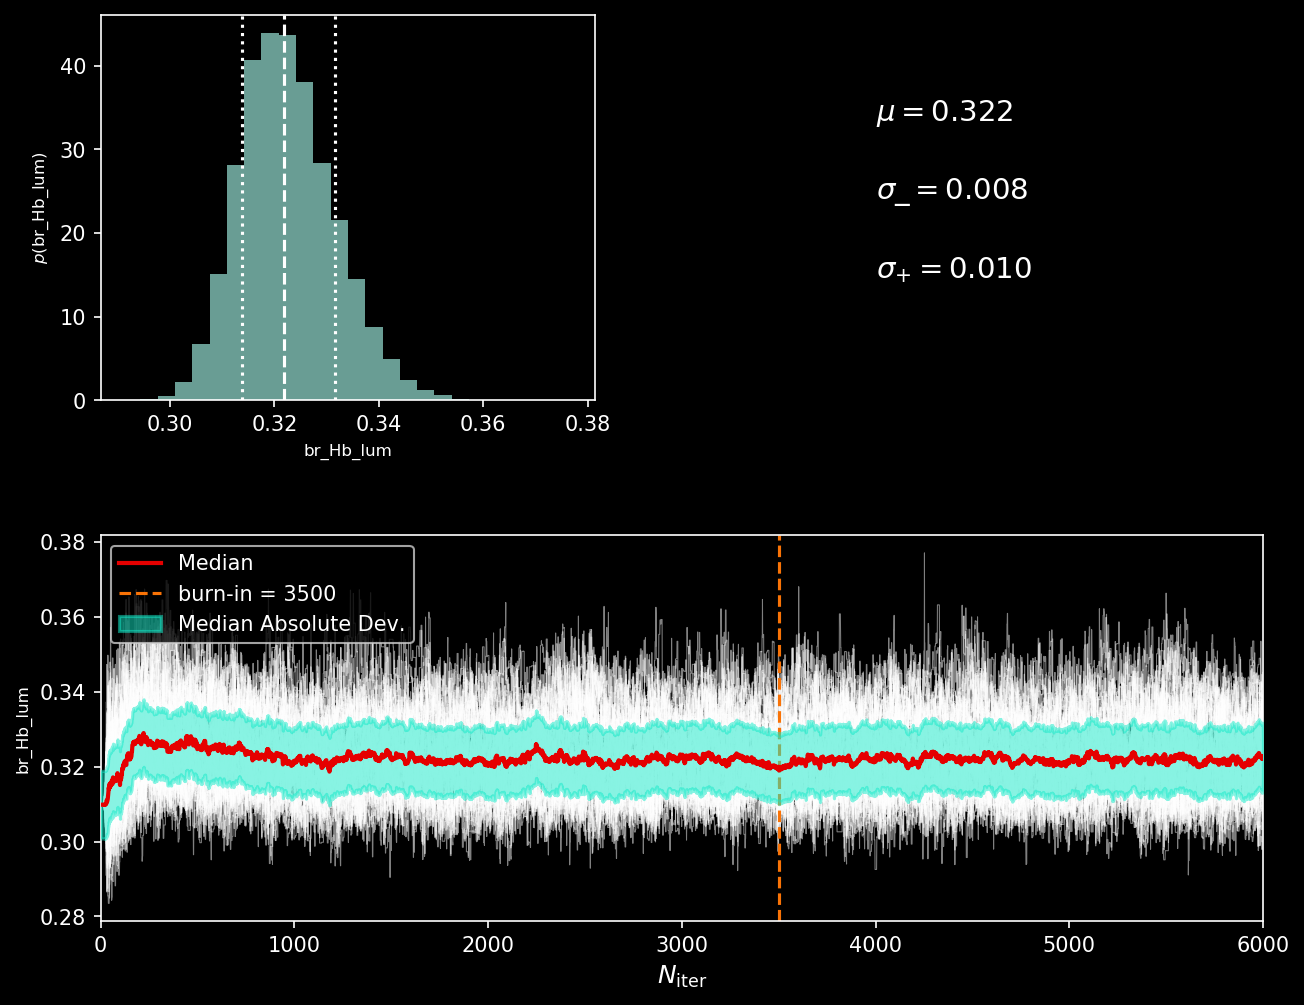 40
30
20
10
0
p(br_Hb_lum)
0.30 0.32 0.34 0.36 0.38
br_Hb_lum
μ = 0.322
σ_ = 0.008
σ+ = 0.010
Median
burn-in = 3500
Median Absolute Dev.
0.38
0.36
0.34
0.32
0.30
0.28
br_Hb_lum
0 1000 2000 3000 4000 5000 6000
Niter